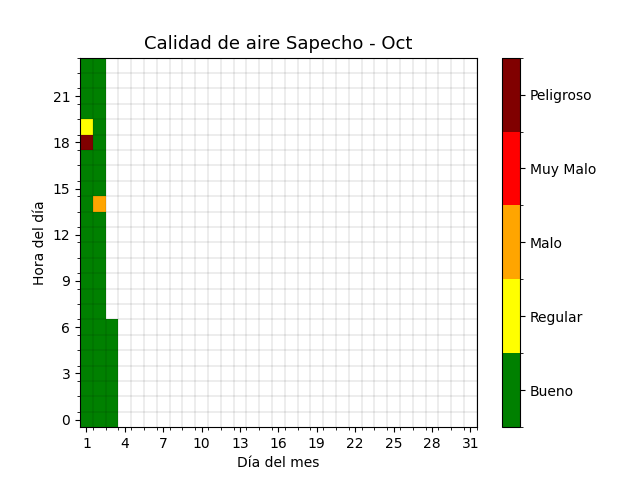 Calidad de aire Sapecho - Oct
Hora del día
21
18
15
12
9
6
3
0
1 4 7 10 13 16 19 22 25 28 31
Día del mes
Peligroso
Muy Malo
Malo
Regular
Bueno